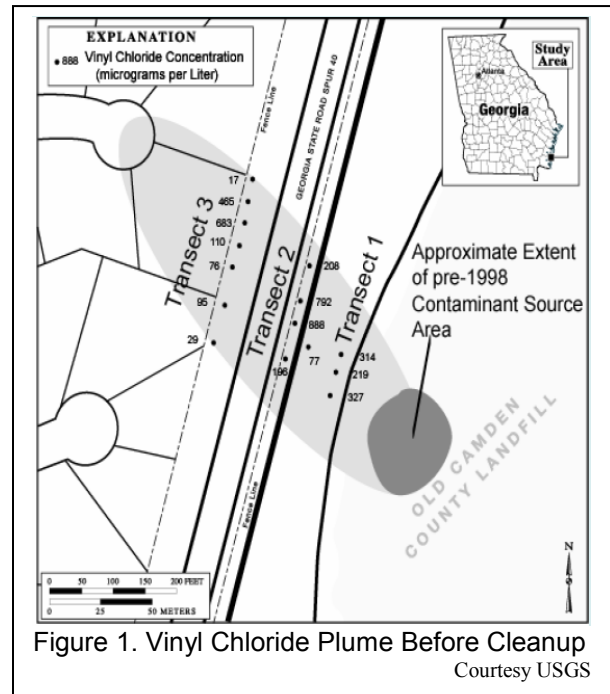 EXPLANATION
• 888 Vinyl Chloride Concentration
(micrograms per Liter)
Study
Area
Atlanta
Georgia
Fence Line
GEORGIA STATE ROAD SPUR 40
17
465
683
110
76
95
29
Transect 3
Transect 2
Transect 1
208
792
888
77
198
314
219
327
Approximate Extent
of pre-1998
Contaminant Source
Area
OLD CAMDEN
COUNTY LANDFILL
Fence Line
N
0 50 100 150 200 FEET
0 25 50 METERS
Figure 1. Vinyl Chloride Plume Before Cleanup
Courtesy USGS